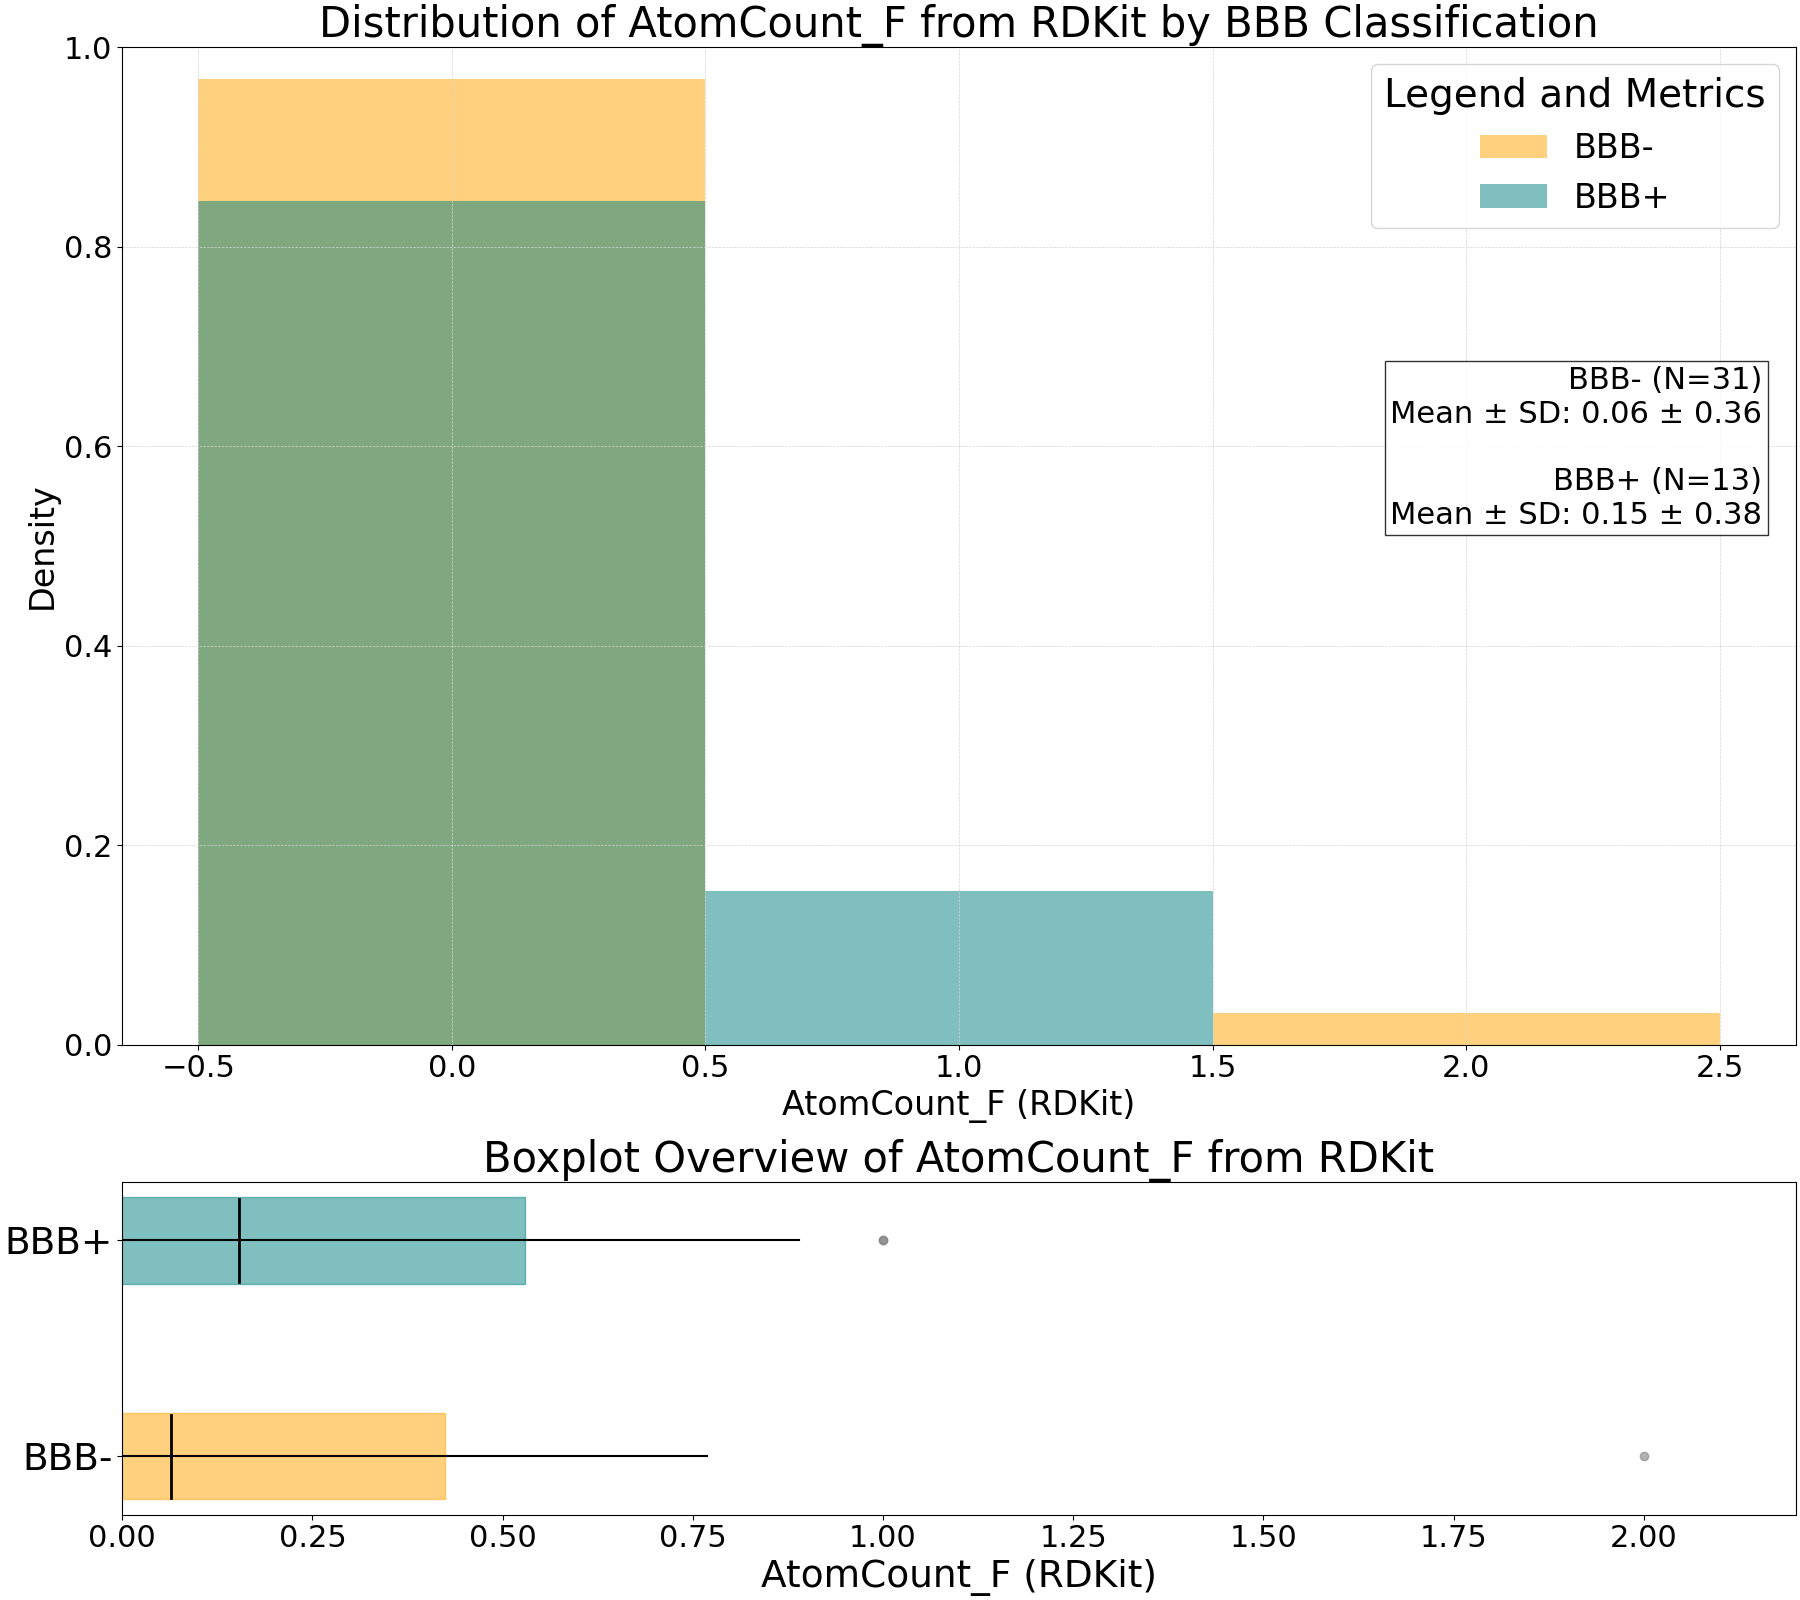 Distribution of AtomCount_F from RDKit by BBB Classification
1.0
0.8
0.6
0.4
0.2
0.0
Density
Legend and Metrics
BBB-
BBB+
BBB- (N=31)
Mean ± SD: 0.06 ± 0.36
BBB+ (N=13)
Mean ± SD: 0.15 ± 0.38
−0.5 0.0 0.5 1.0 1.5 2.0 2.5
AtomCount_F (RDKit)
Boxplot Overview of AtomCount_F from RDKit
BBB+
BBB-
0.00 0.25 0.50 0.75 1.00 1.25 1.50 1.75 2.00
AtomCount_F (RDKit)